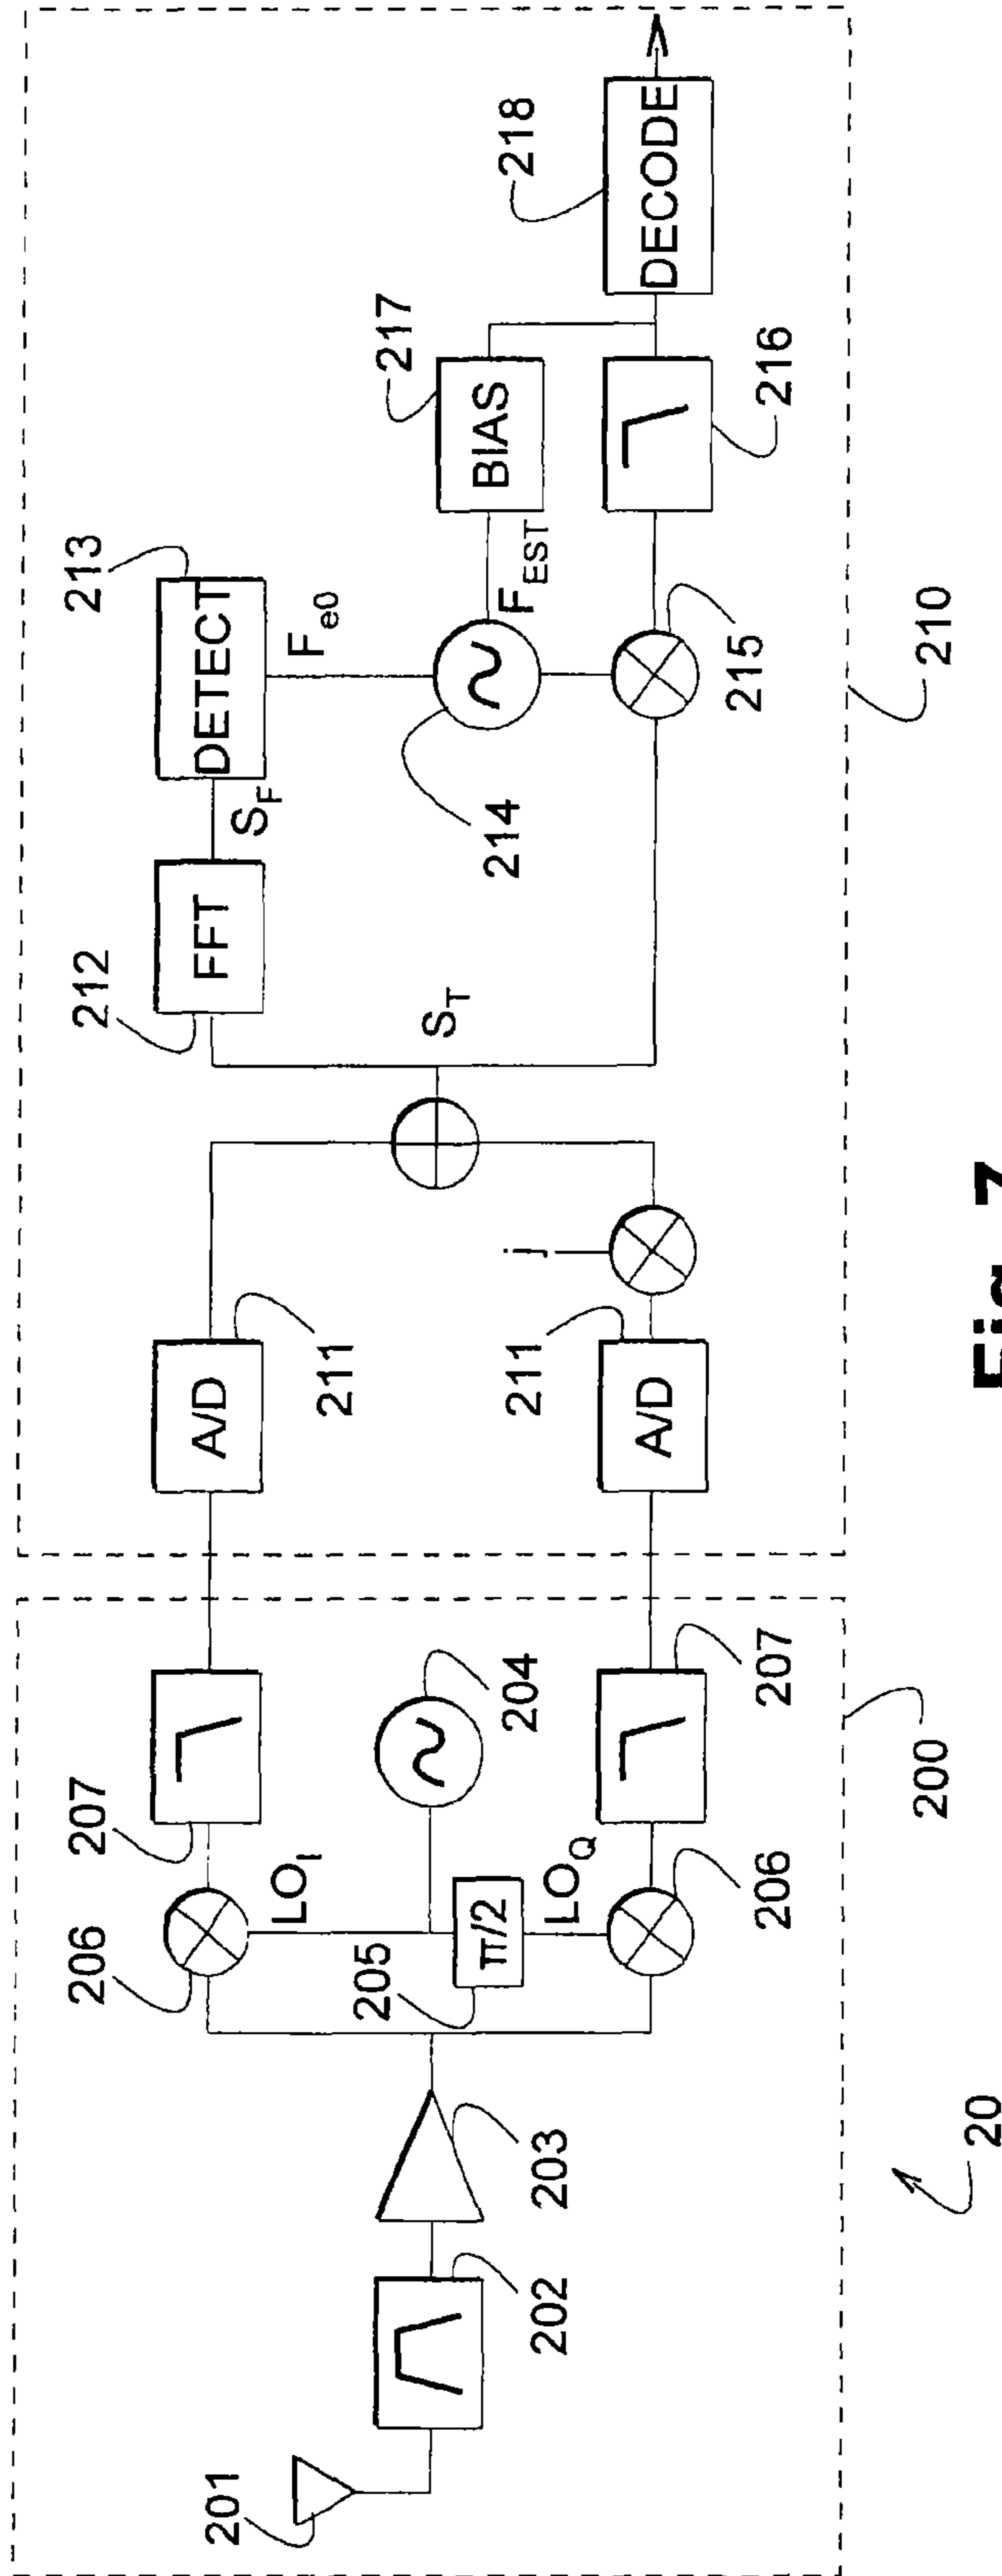 201
202
203
206
207
LO_I
204
205
π/2
LO_Q
206
207
200
20
A/D
211
A/D
211
j
S_T
212
FFT
S_F
213
DETECT
F_e0
214
F_EST
217
BIAS
215
216
218
DECODE
210
Fig. 7